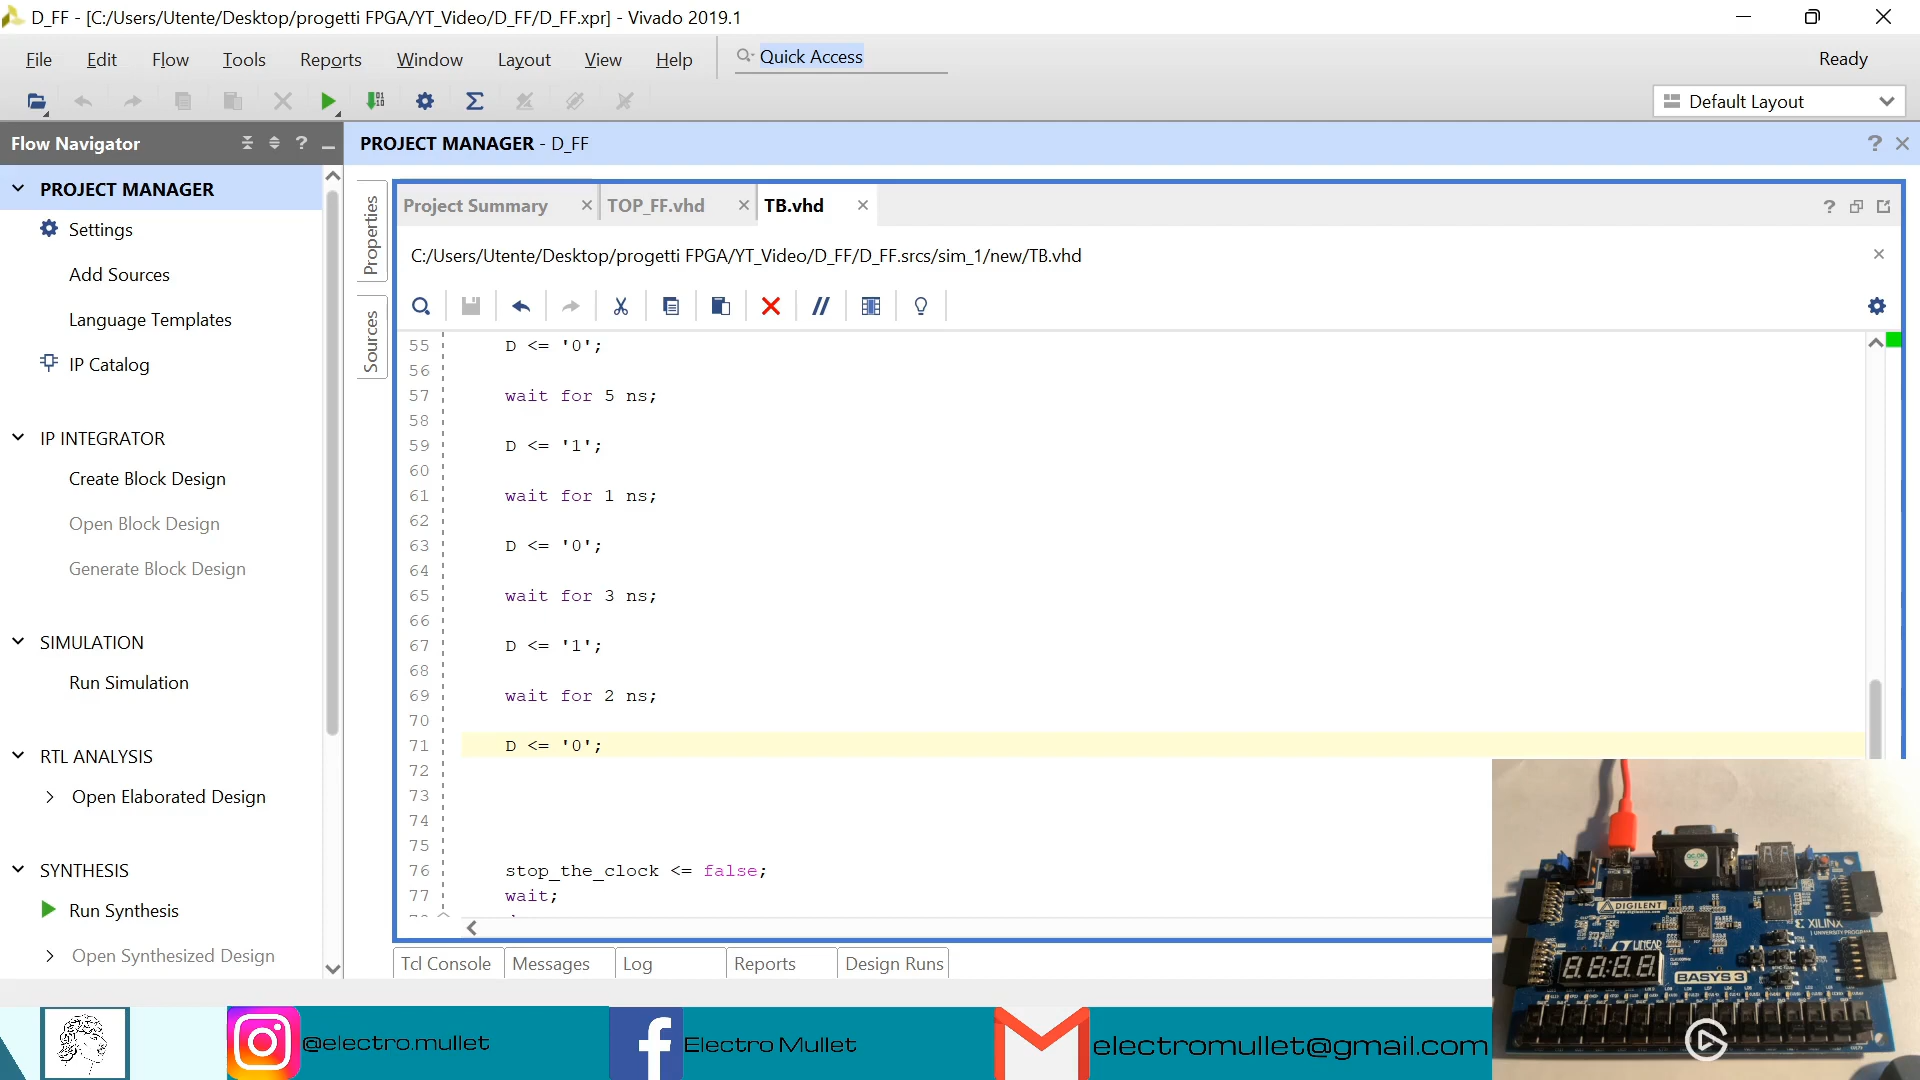 D_FF - [C:/Users/Utente/Desktop/progetti FPGA/YT_Video/D_FF/D_FF.xpr] - Vivado 2019.1
File Edit Flow Tools Reports Window Layout View Help Quick Access Ready
Default Layout
Flow Navigator
PROJECT MANAGER - D_FF
PROJECT MANAGER
Settings
Add Sources
Language Templates
IP Catalog
IP INTEGRATOR
Create Block Design
Open Block Design
Generate Block Design
SIMULATION
Run Simulation
RTL ANALYSIS
Open Elaborated Design
SYNTHESIS
Run Synthesis
Open Synthesized Design
Properties
Sources
Project Summary TOP_FF.vhd TB.vhd
C:/Users/Utente/Desktop/progetti FPGA/YT_Video/D_FF/D_FF.srcs/sim_1/new/TB.vhd
55 D <= '0';
56
57 wait for 5 ns;
58
59 D <= '1';
60
61 wait for 1 ns;
62
63 D <= '0';
64
65 wait for 3 ns;
66
67 D <= '1';
68
69 wait for 2 ns;
70
71 D <= '0';
72
73
74
75
76 stop_the_clock <= false;
77 wait;
Tcl Console Messages Log Reports Design Runs
DIGILENT
XILINX
LINEAR
BASYS 3
@electro.mullet
Electro Mullet
electromullet@gmail.com